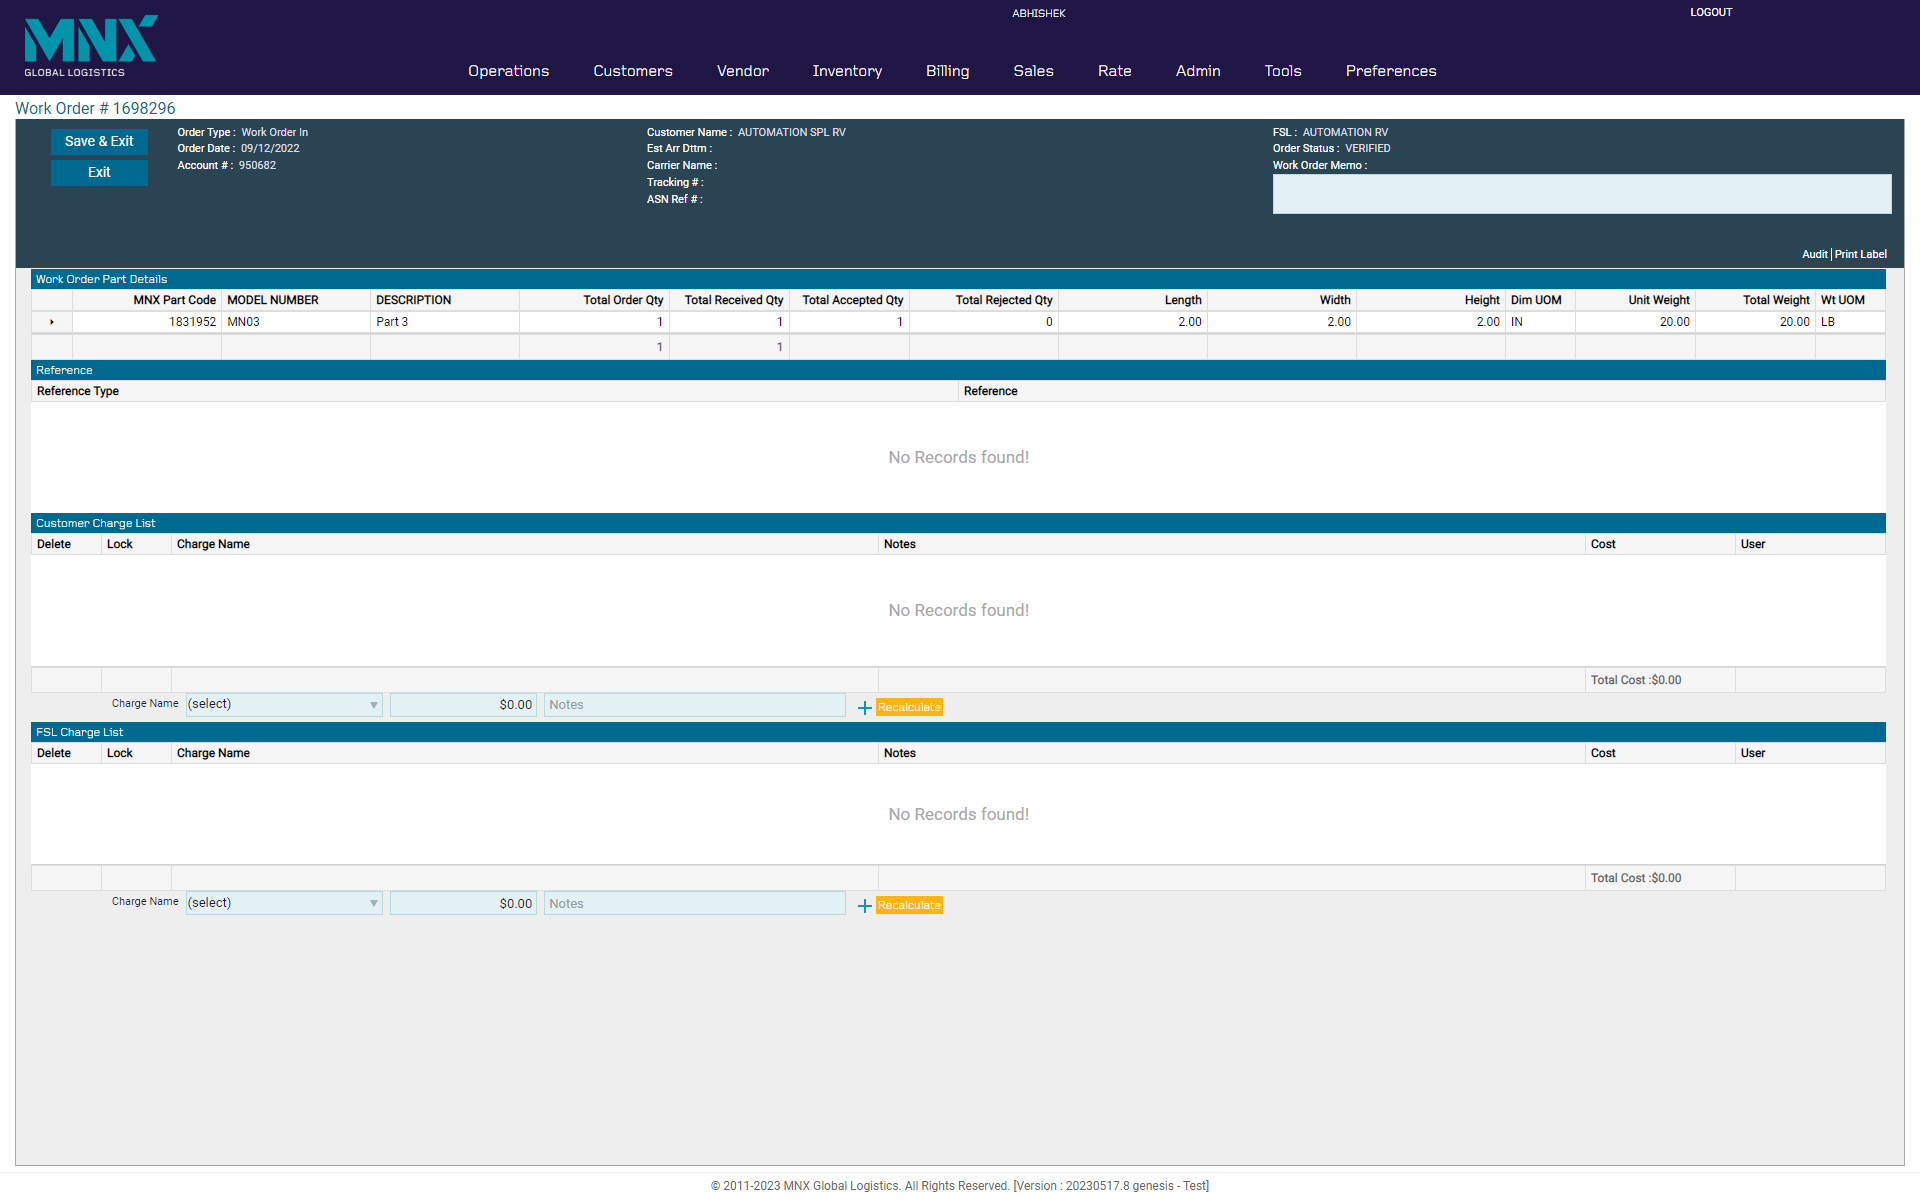 ABHISHEK
LOGOUT
MNX
GLOBAL LOGISTICS
Operations Customers Vendor Inventory Billing Sales Rate Admin Tools Preferences
Work Order # 1698296
Save & Exit
Exit
Order Type : Work Order In
Order Date : 09/12/2022
Account # : 950682
Customer Name : AUTOMATION SPL RV
Est Arr Dttm :
Carrier Name :
Tracking # :
ASN Ref # :
FSL : AUTOMATION RV
Order Status : VERIFIED
Work Order Memo :
Audit | Print Label
Work Order Part Details
MNX Part Code MODEL NUMBER DESCRIPTION Total Order Qty Total Received Qty Total Accepted Qty Total Rejected Qty Length Width Height Dim UOM Unit Weight Total Weight Wt UOM
1831952 MN03 Part 3 1 1 1 0 2.00 2.00 2.00 IN 20.00 20.00 LB
1 1
Reference
Reference Type Reference
No Records found!
Customer Charge List
Delete Lock Charge Name Notes Cost User
No Records found!
Total Cost :$0.00
Charge Name (select) $0.00 Notes Recalculate
FSL Charge List
Delete Lock Charge Name Notes Cost User
No Records found!
Total Cost :$0.00
Charge Name (select) $0.00 Notes Recalculate
© 2011-2023 MNX Global Logistics. All Rights Reserved. [Version : 20230517.8 genesis - Test]